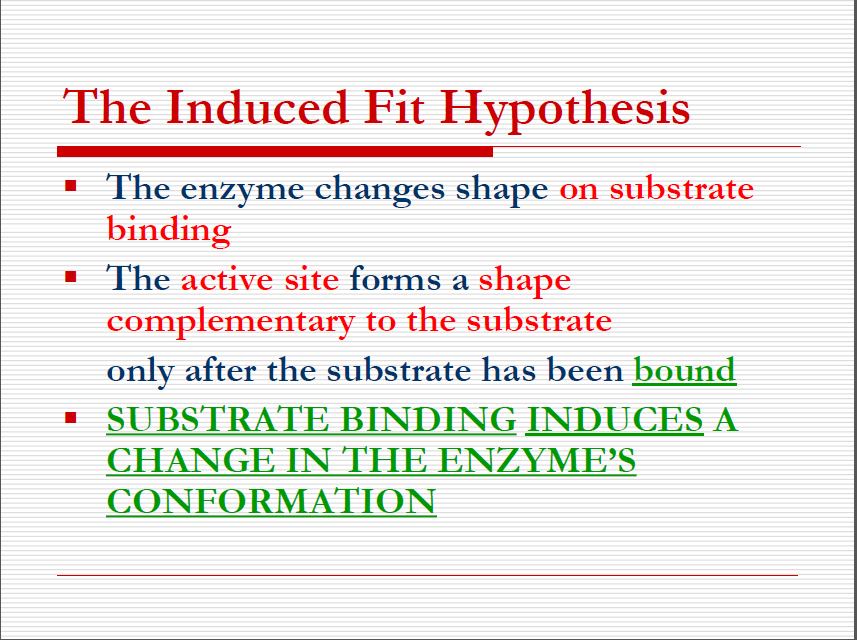 The Induced Fit Hypothesis
The enzyme changes shape on substrate
binding
The active site forms a shape
complementary to the substrate
only after the substrate has been bound
SUBSTRATE BINDING INDUCES A
CHANGE IN THE ENZYME’S
CONFORMATION